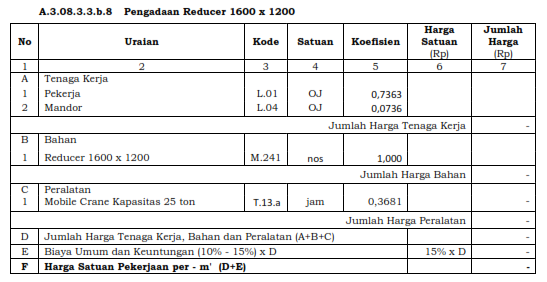 A.3.08.3.3.b.8 Pengadaan Reducer 1600 x 1200
No Uraian Kode Satuan Koefisien Harga Satuan (Rp) Jumlah Harga (Rp)
1 2 3 4 5 6 7
A Tenaga Kerja
1 Pekerja L.01 OJ 0,7363
2 Mandor L.04 OJ 0,0736
Jumlah Harga Tenaga Kerja -
B Bahan
1 Reducer 1600 x 1200 M.241 nos 1,000 -
Jumlah Harga Bahan -
C Peralatan
1 Mobile Crane Kapasitas 25 ton T.13.a jam 0,3681 -
Jumlah Harga Peralatan -
D Jumlah Harga Tenaga Kerja, Bahan dan Peralatan (A+B+C) -
E Biaya Umum dan Keuntungan (10% - 15%) x D 15% x D -
F Harga Satuan Pekerjaan per - m' (D+E) -